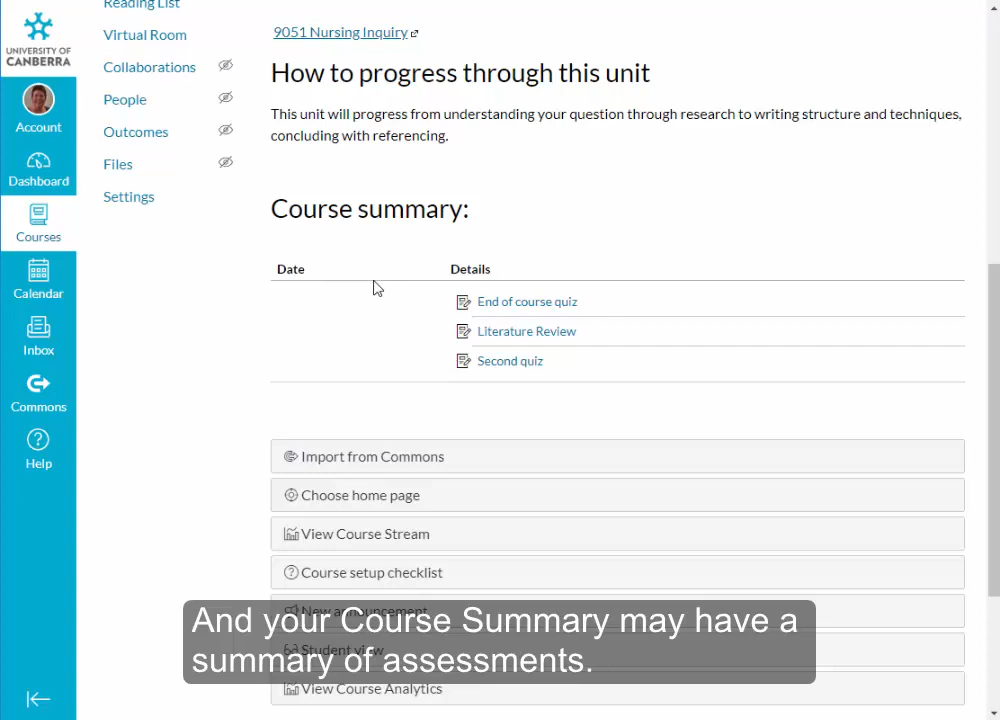 UNIVERSITY OF
CANBERRA
Account
Dashboard
Courses
Calendar
Inbox
Commons
Help
Reading List
Virtual Room
Collaborations
People
Outcomes
Files
Settings
9051 Nursing Inquiry
How to progress through this unit
This unit will progress from understanding your question through research to writing structure and techniques,
concluding with referencing.
Course summary:
Date Details
End of course quiz
Literature Review
Second quiz
Import from Commons
Choose home page
View Course Stream
Course setup checklist
New announcement
Student view
View Course Analytics
And your Course Summary may have a
summary of assessments.